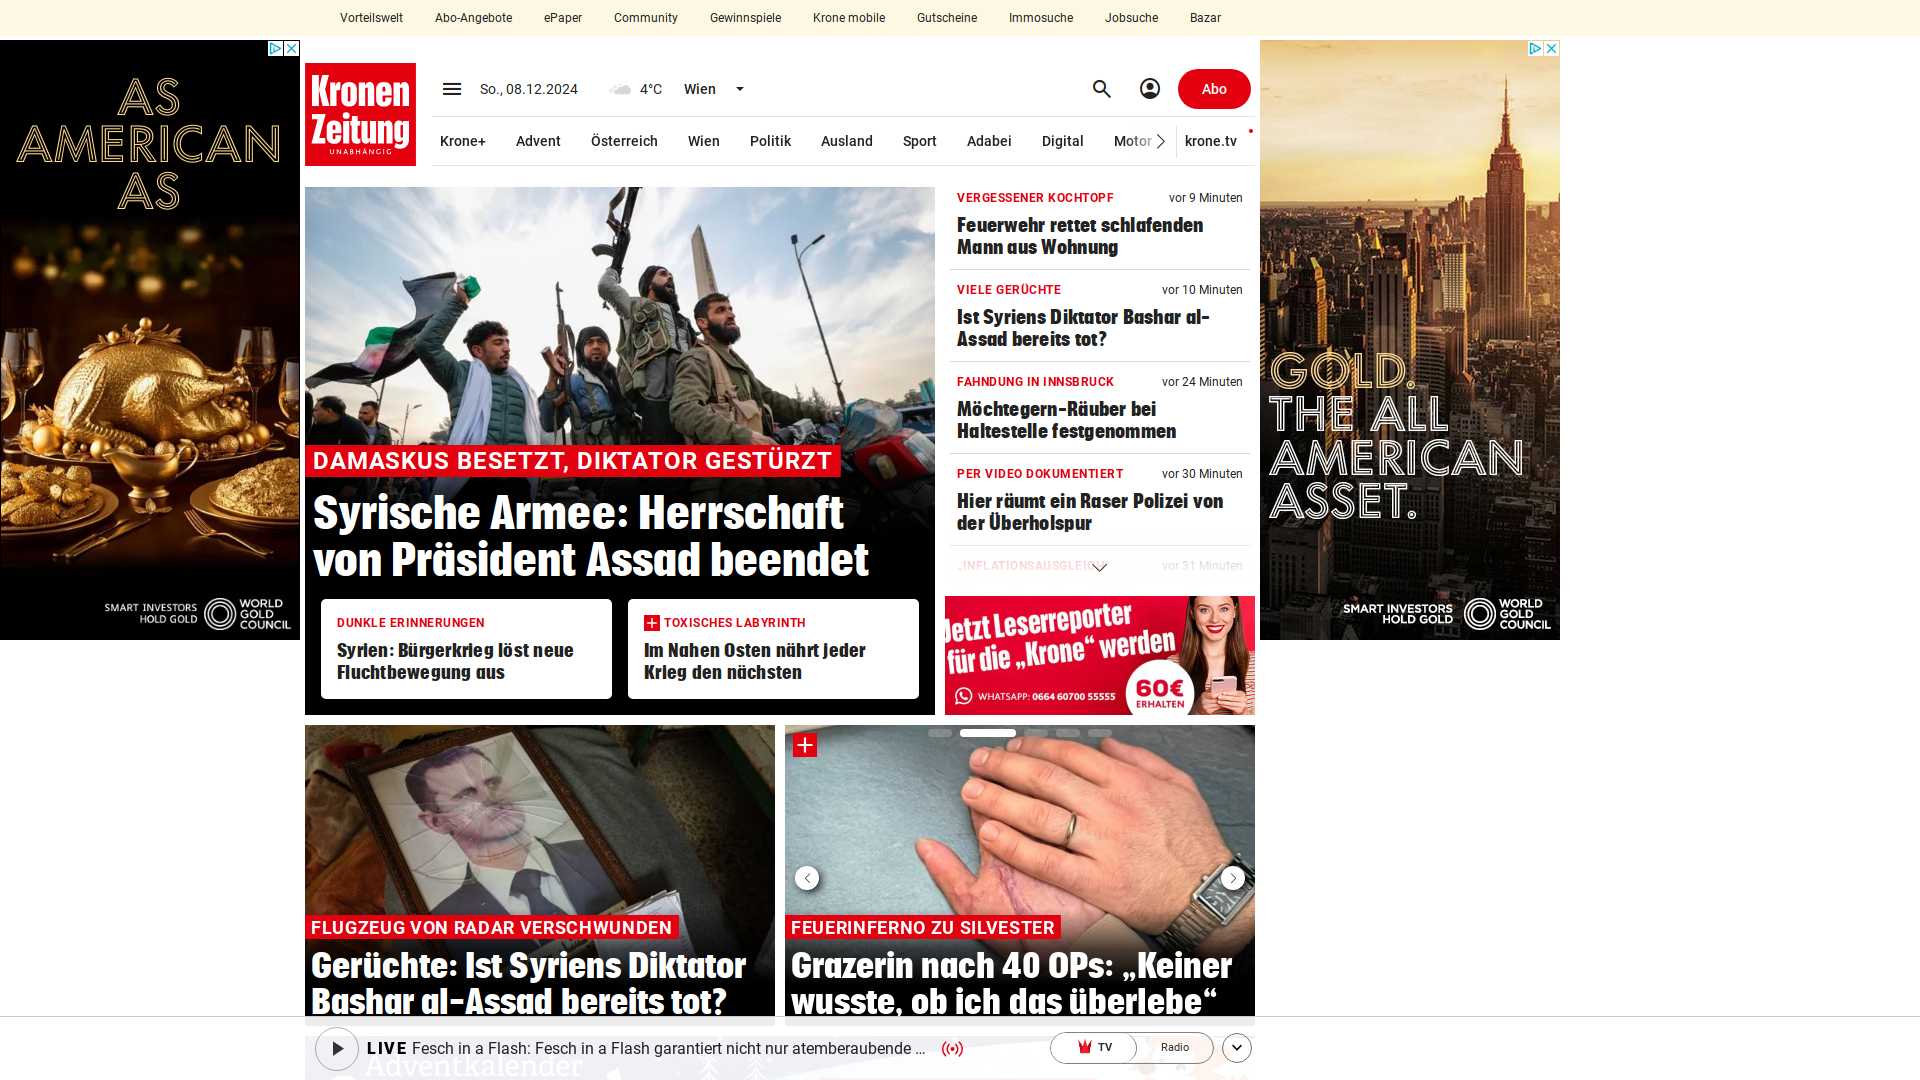 Vorteilswelt Abo-Angebote ePaper Community Gewinnspiele Krone mobile Gutscheine Immosuche Jobsuche Bazar
AS
AMERICAN
AS
SMART INVESTORS
HOLD GOLD
WORLD
GOLD
COUNCIL
Kronen
Zeitung
UNABHÄNGIG
So., 08.12.2024 4°C Wien Abo
Krone+ Advent Österreich Wien Politik Ausland Sport Adabei Digital Motor krone.tv
DAMASKUS BESETZT, DIKTATOR GESTÜRZT
Syrische Armee: Herrschaft
von Präsident Assad beendet
DUNKLE ERINNERUNGEN
Syrien: Bürgerkrieg löst neue
Fluchtbewegung aus
TOXISCHES LABYRINTH
Im Nahen Osten nährt jeder
Krieg den nächsten
VERGESSENER KOCHTOPF vor 9 Minuten
Feuerwehr rettet schlafenden
Mann aus Wohnung
VIELE GERÜCHTE vor 10 Minuten
Ist Syriens Diktator Bashar al-
Assad bereits tot?
FAHNDUNG IN INNSBRUCK vor 24 Minuten
Möchtegern-Räuber bei
Haltestelle festgenommen
PER VIDEO DOKUMENTIERT vor 30 Minuten
Hier räumt ein Raser Polizei von
der Überholspur
„INFLATIONSAUSGLEICH“ vor 31 Minuten
Jetzt Leserreporter
für die „Krone“ werden
WHATSAPP: 0664 60700 55555
60€
ERHALTEN
GOLD.
THE ALL
AMERICAN
ASSET.
SMART INVESTORS
HOLD GOLD
WORLD
GOLD
COUNCIL
FLUGZEUG VON RADAR VERSCHWUNDEN
Gerüchte: Ist Syriens Diktator
Bashar al-Assad bereits tot?
FEUERINFERNO ZU SILVESTER
Grazerin nach 40 OPs: „Keiner
wusste, ob ich das überlebe“
LIVE Fesch in a Flash: Fesch in a Flash garantiert nicht nur atemberaubende ...
TV Radio
Adventkalender